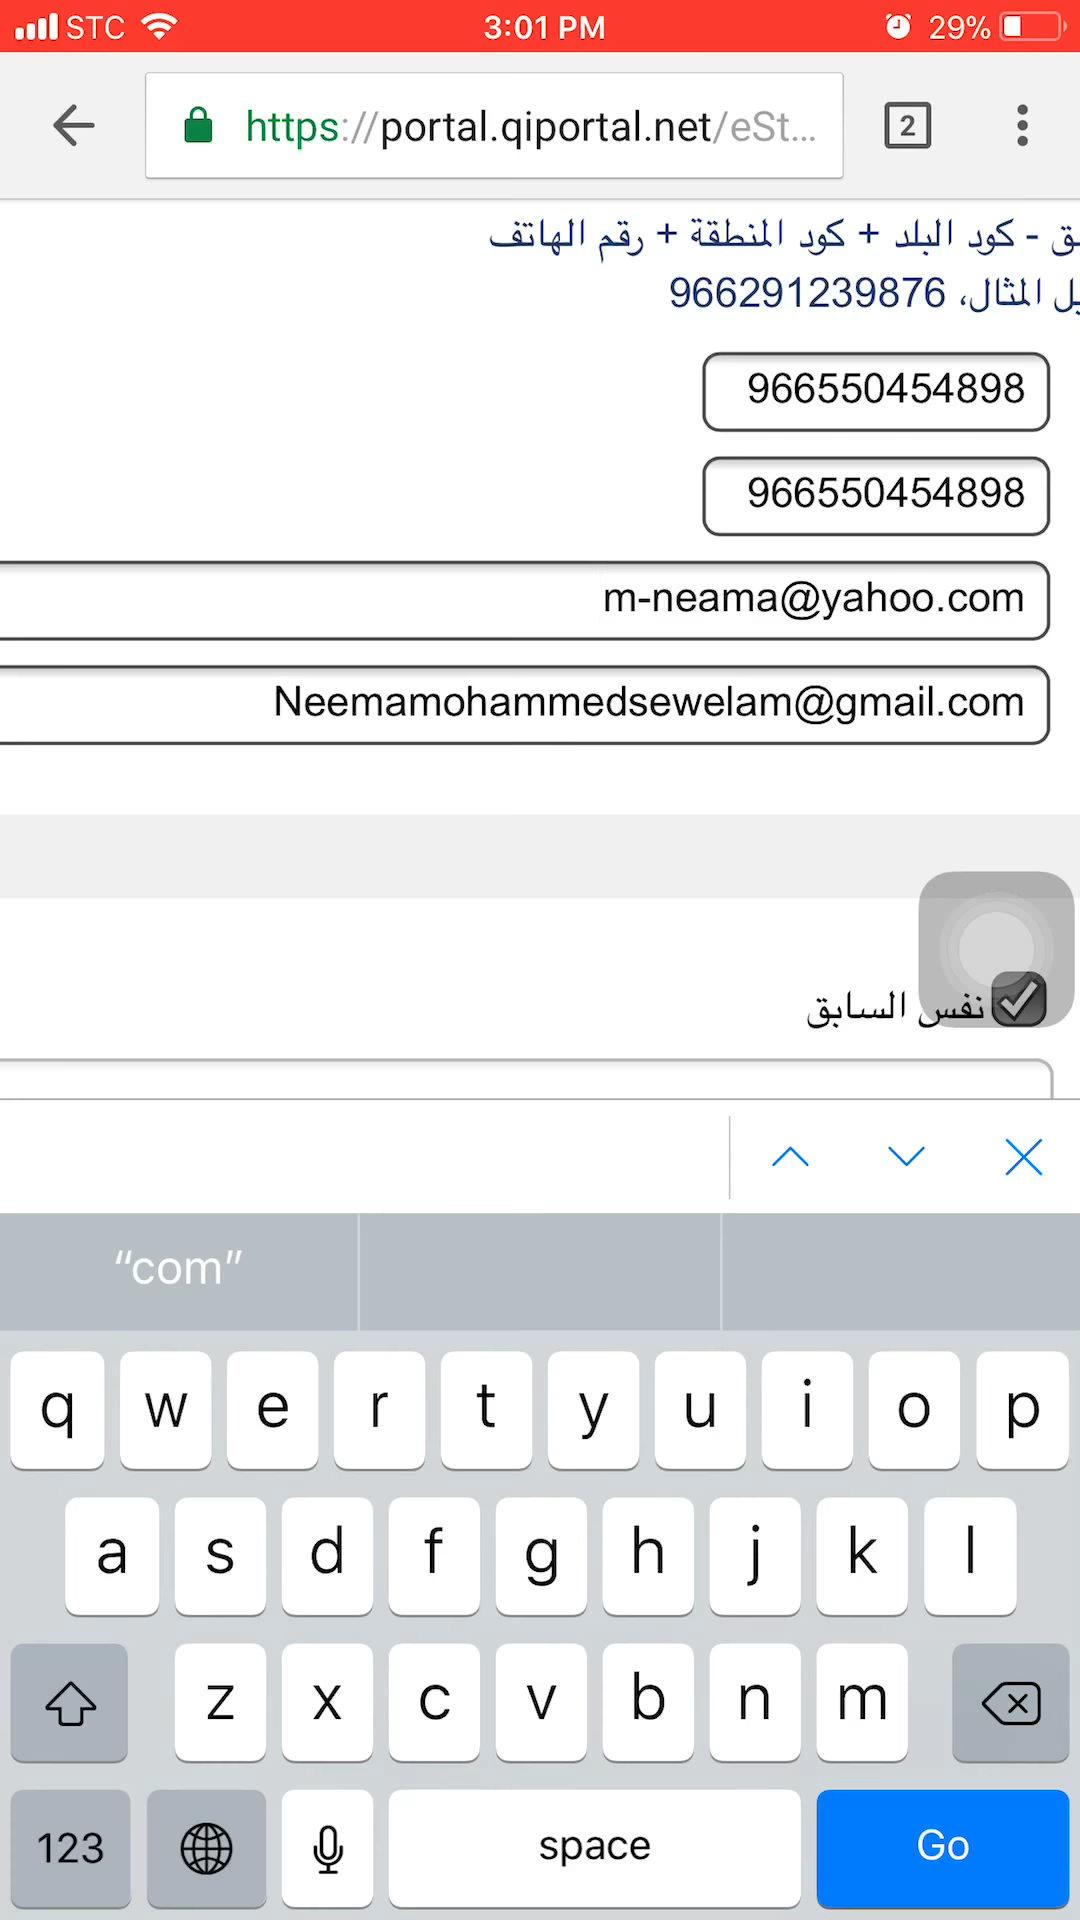 STC 3:01 PM 29%
https://portal.qiportal.net/eSt... 2
- كود البلد + كود المنطقة + رقم الهاتف
المثال، 966291239876
966550454898
966550454898
m-neama@yahoo.com
Neemamohammedsewelam@gmail.com
نفس السابق
“com”
q w e r t y u i o p
a s d f g h j k l
z x c v b n m
123 space Go